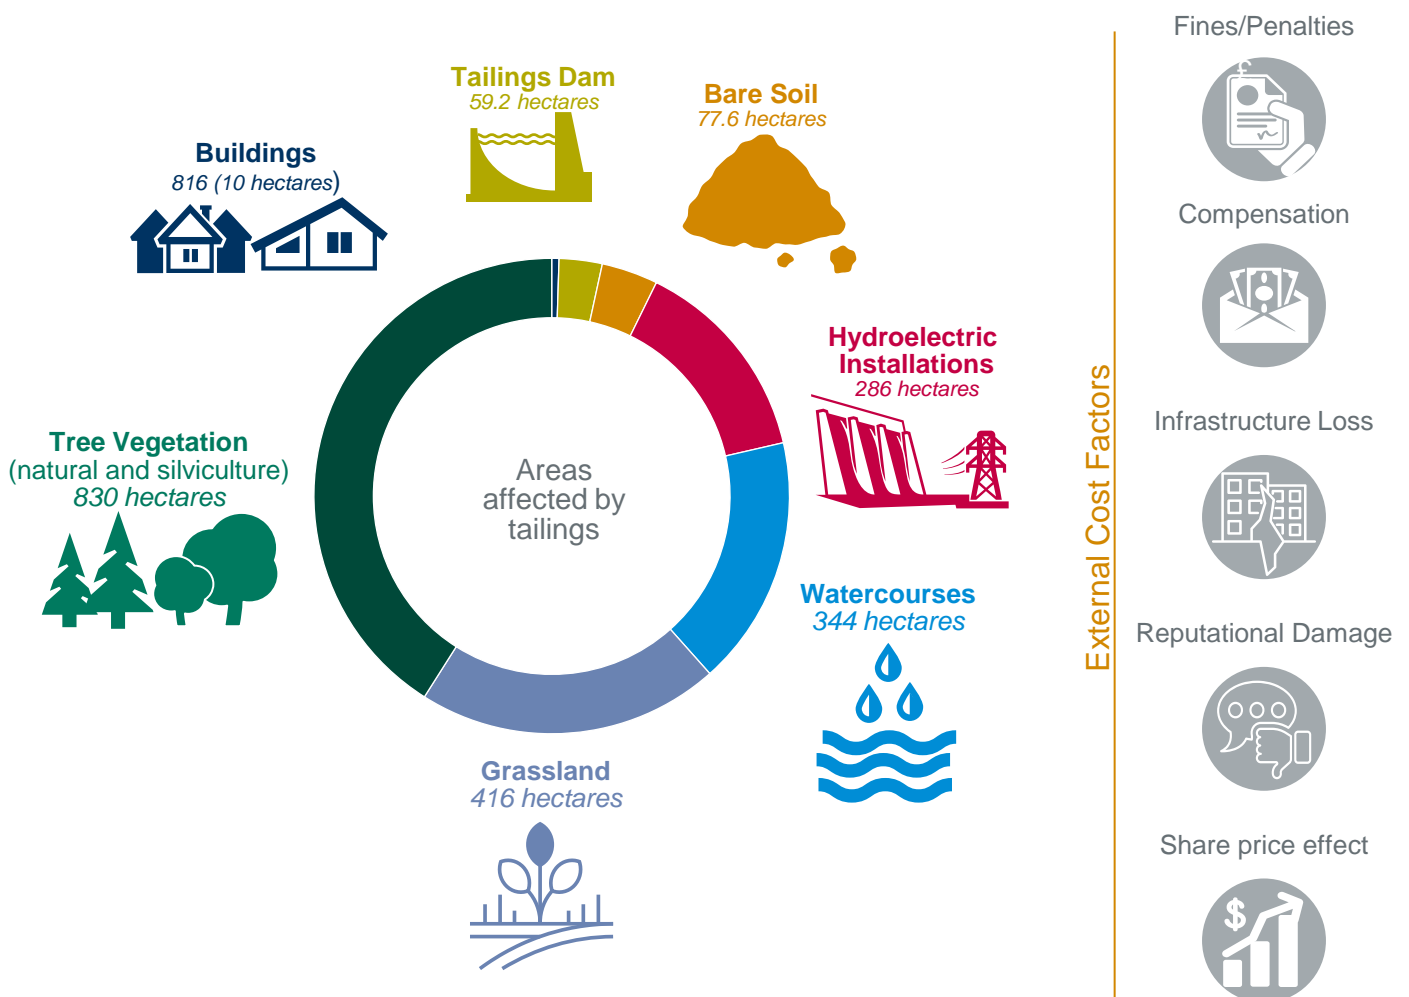 Tailings Dam
59.2 hectares
Bare Soil
77.6 hectares
Buildings
816 (10 hectares)
Hydroelectric
Installations
286 hectares
Tree Vegetation
(natural and silviculture)
830 hectares
Areas
affected by
tailings
Watercourses
344 hectares
Grassland
416 hectares
External Cost Factors
Fines/Penalties
£
Compensation
Infrastructure Loss
Reputational Damage
Share price effect
$